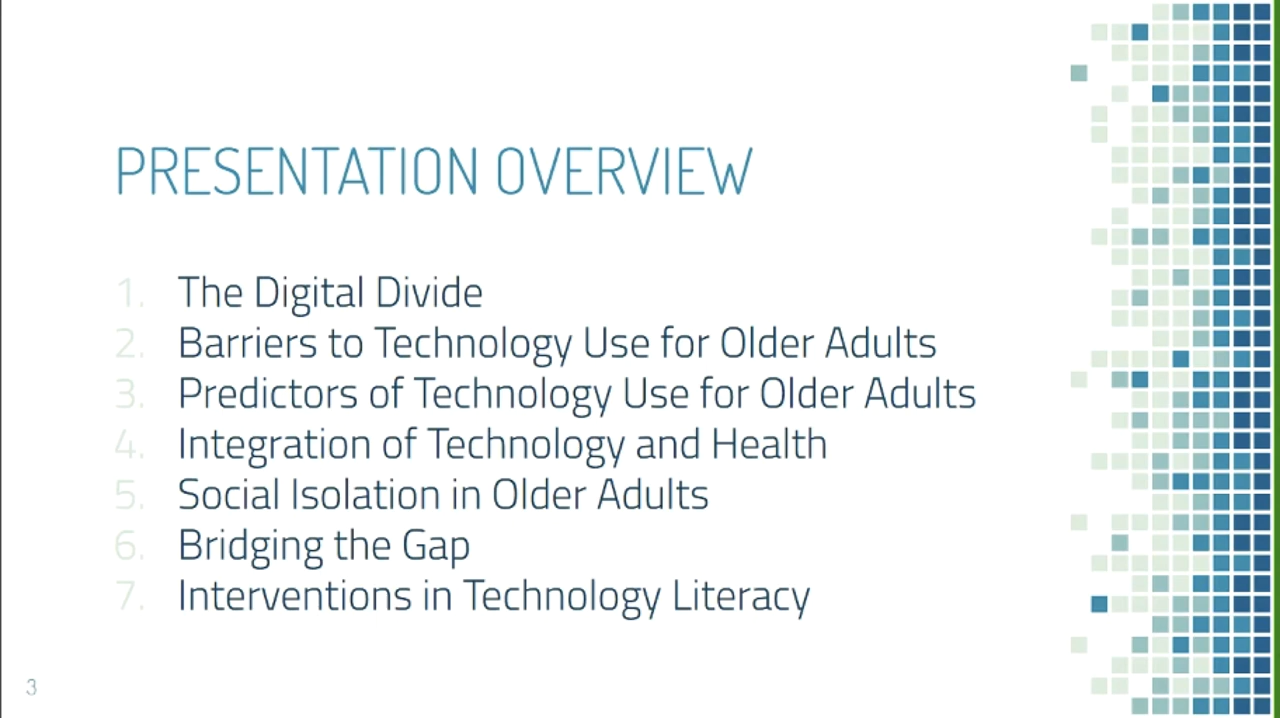 PRESENTATION OVERVIEW
1. The Digital Divide
2. Barriers to Technology Use for Older Adults
3. Predictors of Technology Use for Older Adults
4. Integration of Technology and Health
5. Social Isolation in Older Adults
6. Bridging the Gap
7. Interventions in Technology Literacy
3